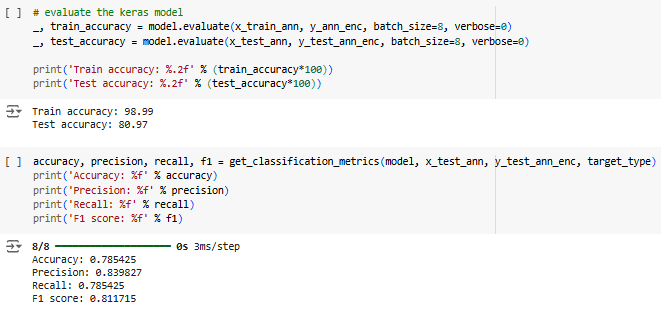 [ ] # evaluate the keras model
_, train_accuracy = model.evaluate(x_train_ann, y_ann_enc, batch_size=8, verbose=0)
_, test_accuracy = model.evaluate(x_test_ann, y_test_ann_enc, batch_size=8, verbose=0)
print('Train accuracy: %.2f' % (train_accuracy*100))
print('Test accuracy: %.2f' % (test_accuracy*100))
Train accuracy: 98.99
Test accuracy: 80.97
[ ] accuracy, precision, recall, f1 = get_classification_metrics(model, x_test_ann, y_test_ann_enc, target_type)
print('Accuracy: %f' % accuracy)
print('Precision: %f' % precision)
print('Recall: %f' % recall)
print('F1 score: %f' % f1)
8/8 ━━━━━━━━━━━━━━━━━━━━ 0s 3ms/step
Accuracy: 0.785425
Precision: 0.839827
Recall: 0.785425
F1 score: 0.811715